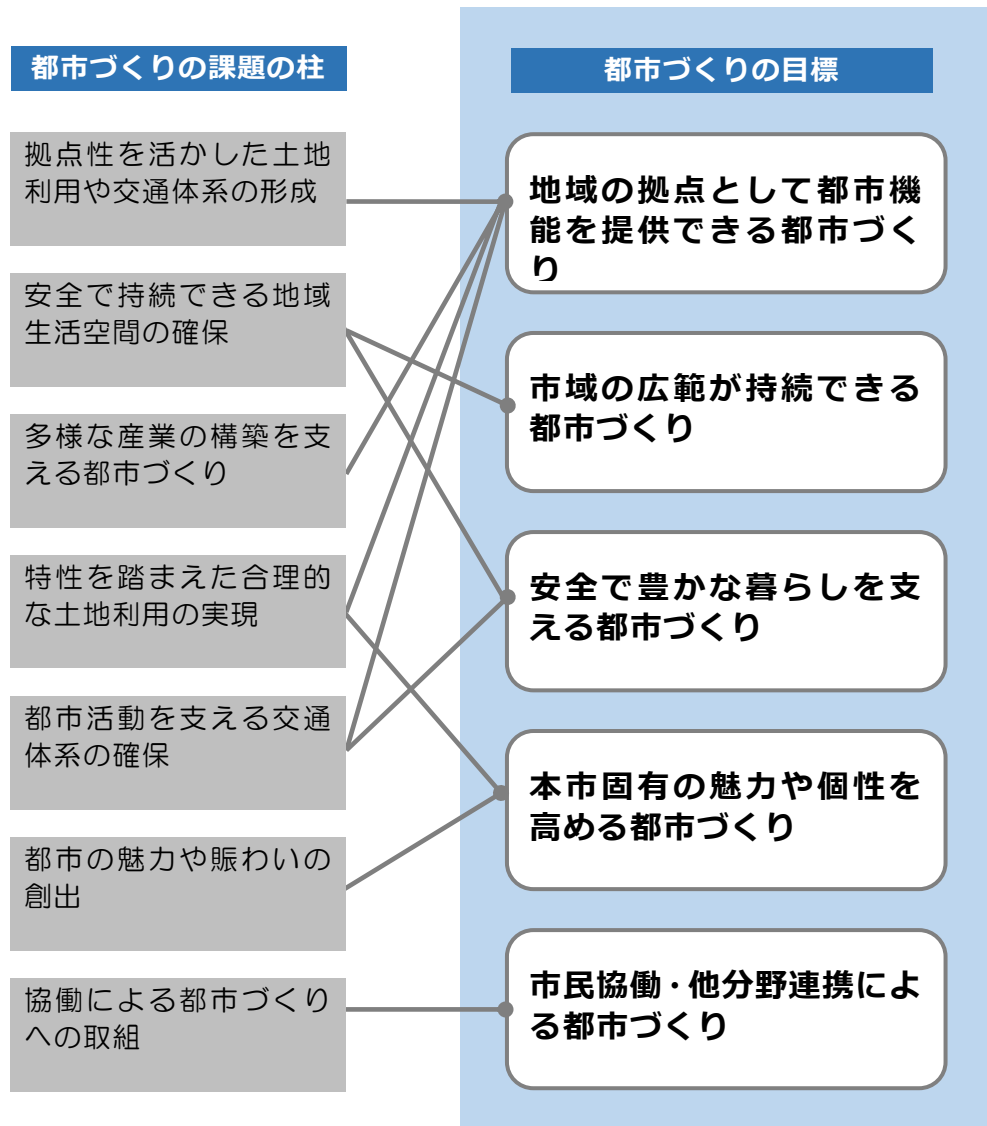 都市づくりの課題の柱
拠点性を活かした土地
利用や交通体系の形成
安全で持続できる地域
生活空間の確保
多様な産業の構築を支
える都市づくり
特性を踏まえた合理的
な土地利用の実現
都市活動を支える交通
体系の確保
都市の魅力や賑わいの
創出
協働による都市づくり
への取組
都市づくりの目標
地域の拠点として都市機
能を提供できる都市づく
り
市域の広範が持続できる
都市づくり
安全で豊かな暮らしを支
える都市づくり
本市固有の魅力や個性を
高める都市づくり
市民協働・他分野連携によ
る都市づくり